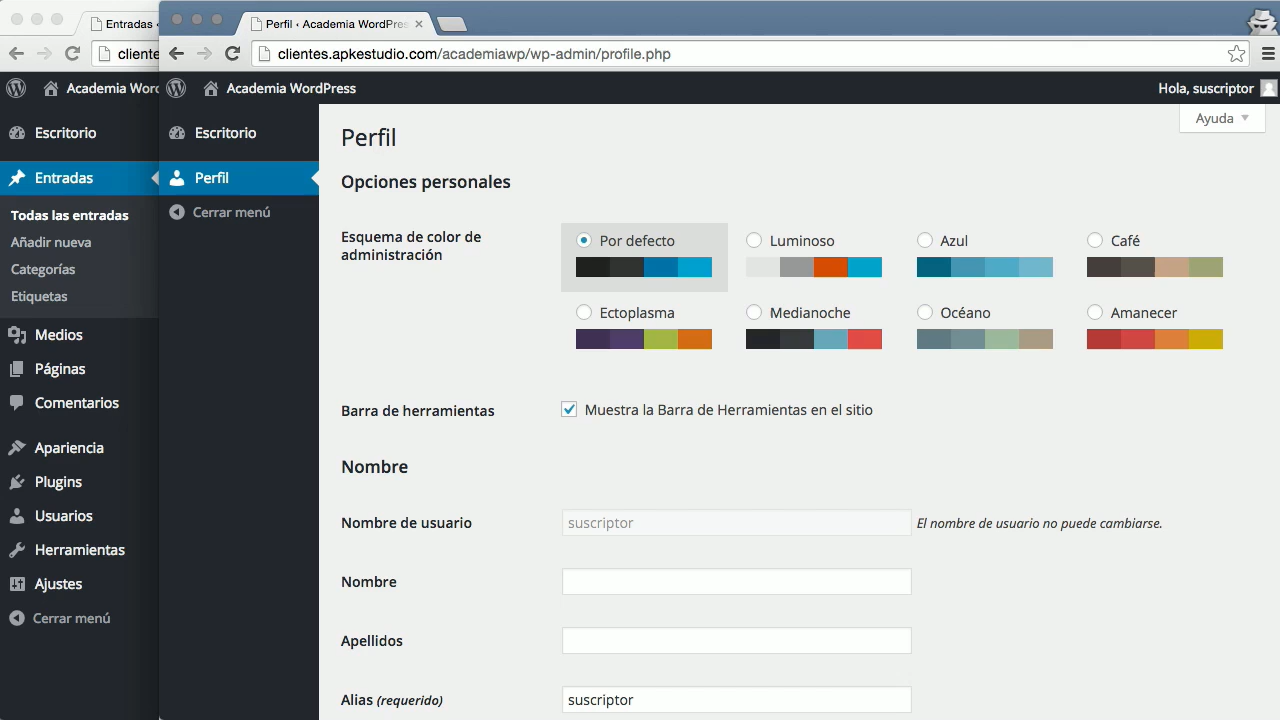 Entradas ‹
Perfil ‹ Academia WordPres
cliente
clientes.apkestudio.com/academiawp/wp-admin/profile.php
Academia Word
Academia WordPress
Hola, suscriptor
Escritorio
Entradas
Todas las entradas
Añadir nueva
Categorías
Etiquetas
Medios
Páginas
Comentarios
Apariencia
Plugins
Usuarios
Herramientas
Ajustes
Cerrar menú
Escritorio
Perfil
Cerrar menú
Ayuda
Perfil
Opciones personales
Esquema de color de
administración
Por defecto
Luminoso
Azul
Café
Ectoplasma
Medianoche
Océano
Amanecer
Barra de herramientas
Muestra la Barra de Herramientas en el sitio
Nombre
Nombre de usuario
suscriptor
El nombre de usuario no puede cambiarse.
Nombre
Apellidos
Alias (requerido)
suscriptor